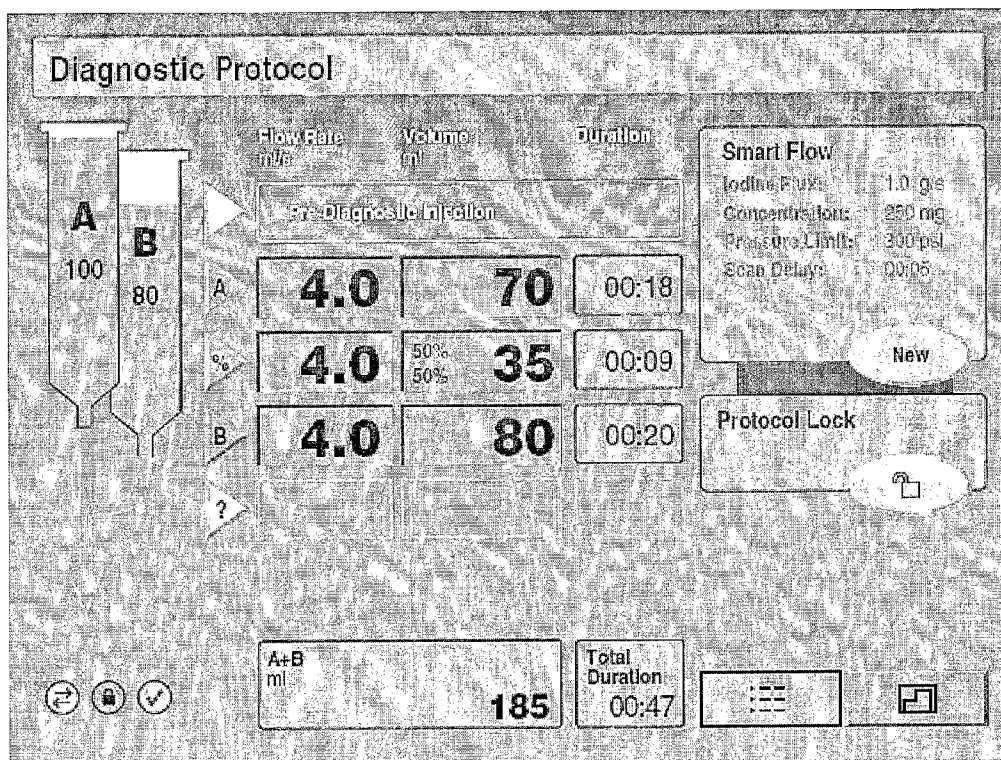 Diagnostic Protocol
Flow Rate Volume Duration
ml/s ml
Pre-Diagnostic Injection
A
100
B
80
A 4.0 70 00:18
% 4.0 50% 50% 35 00:09
B 4.0 80 00:20
?
Smart Flow
Iodine Flux: 1.0 g/s
Concentration: 250 mg
Pressure Limit: 300 psi
Scan Delay: 00:05
New
Protocol Lock
A+B
ml
185
Total
Duration
00:47